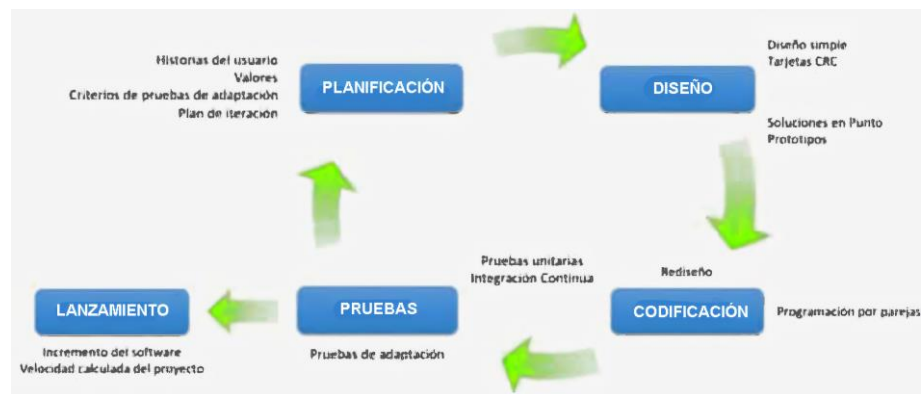 Historias del usuario
Valores
Criterios de pruebas de adaptación
Plan de iteración
PLANIFICACIÓN
DISEÑO
Diseño simple
Tarjetas CRC
Soluciones en Punto
Prototipos
Pruebas unitarias
Integración Continua
Rediseño
LANZAMIENTO
PRUEBAS
CODIFICACIÓN
Programación por parejas
Incremento del software
Velocidad calculada del proyecto
Pruebas de adaptación